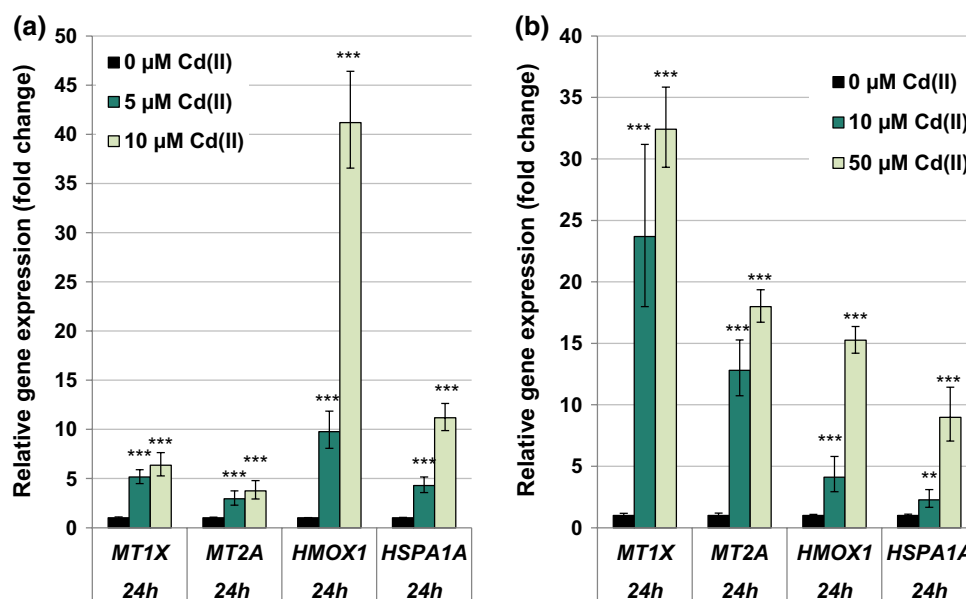 (a)
Relative gene expression (fold change)
50
45
40
35
30
25
20
15
10
5
0
0 µM Cd(II)
5 µM Cd(II)
10 µM Cd(II)
*** *** *** *** *** *** *** ***
MT1X MT2A HMOX1 HSPA1A
24h 24h 24h 24h
(b)
Relative gene expression (fold change)
40
35
30
25
20
15
10
5
0
0 µM Cd(II)
10 µM Cd(II)
50 µM Cd(II)
*** *** *** *** *** *** ** ***
MT1X MT2A HMOX1 HSPA1A
24h 24h 24h 24h